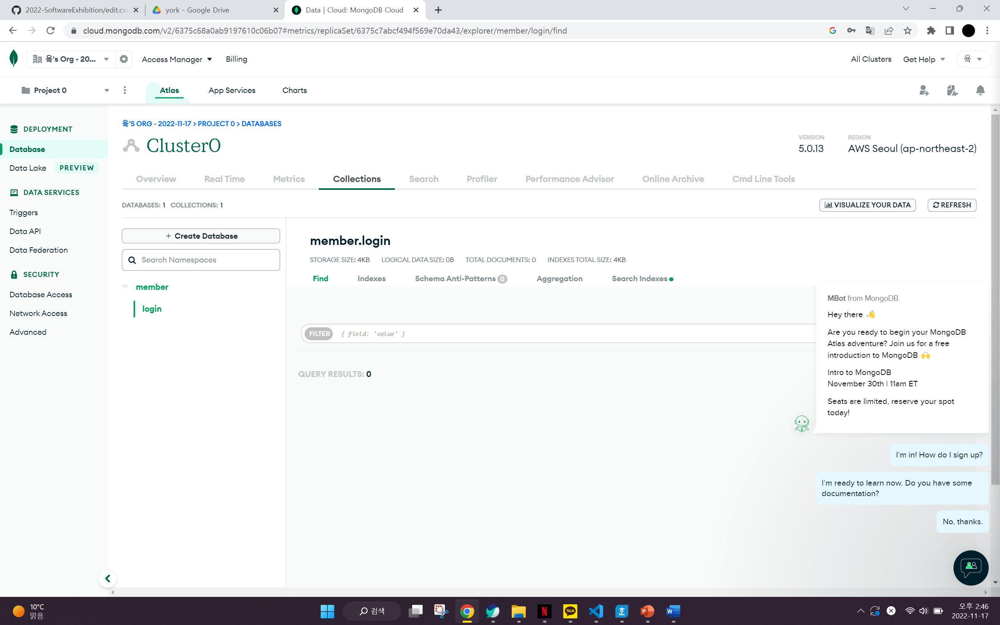 2022-SoftwareExhibition/edit.css
york - Google Drive
Data | Cloud: MongoDB Cloud
cloud.mongodb.com/v2/6375c68a0ab9197610c06b07#metrics/replicaSet/6375c7abcf494f569e70da43/explorer/member/login/find
욕's Org - 20...
Access Manager
Billing
All Clusters
Get Help
욕
Project 0
Atlas
App Services
Charts
DEPLOYMENT
Database
Data Lake PREVIEW
DATA SERVICES
Triggers
Data API
Data Federation
SECURITY
Database Access
Network Access
Advanced
욕'S ORG - 2022-11-17 > PROJECT 0 > DATABASES
Cluster0
VERSION
5.0.13
REGION
AWS Seoul (ap-northeast-2)
Overview
Real Time
Metrics
Collections
Search
Profiler
Performance Advisor
Online Archive
Cmd Line Tools
DATABASES: 1 COLLECTIONS: 1
VISUALIZE YOUR DATA
REFRESH
+ Create Database
Search Namespaces
member
login
member.login
STORAGE SIZE: 4KB LOGICAL DATA SIZE: 0B TOTAL DOCUMENTS: 0 INDEXES TOTAL SIZE: 4KB
Find
Indexes
Schema Anti-Patterns 0
Aggregation
Search Indexes
FILTER { field: 'value' }
QUERY RESULTS: 0
MBot from MongoDB
Hey there 👋
Are you ready to begin your MongoDB
Atlas adventure? Join us for a free
introduction to MongoDB 🙌
Intro to MongoDB
November 30th | 11am ET
Seats are limited, reserve your spot
today!
I'm in! How do I sign up?
I'm ready to learn now. Do you have some
documentation?
No, thanks.
10°C
맑음
검색
N
TALK
흐
P
W
오후 2:46
2022-11-17